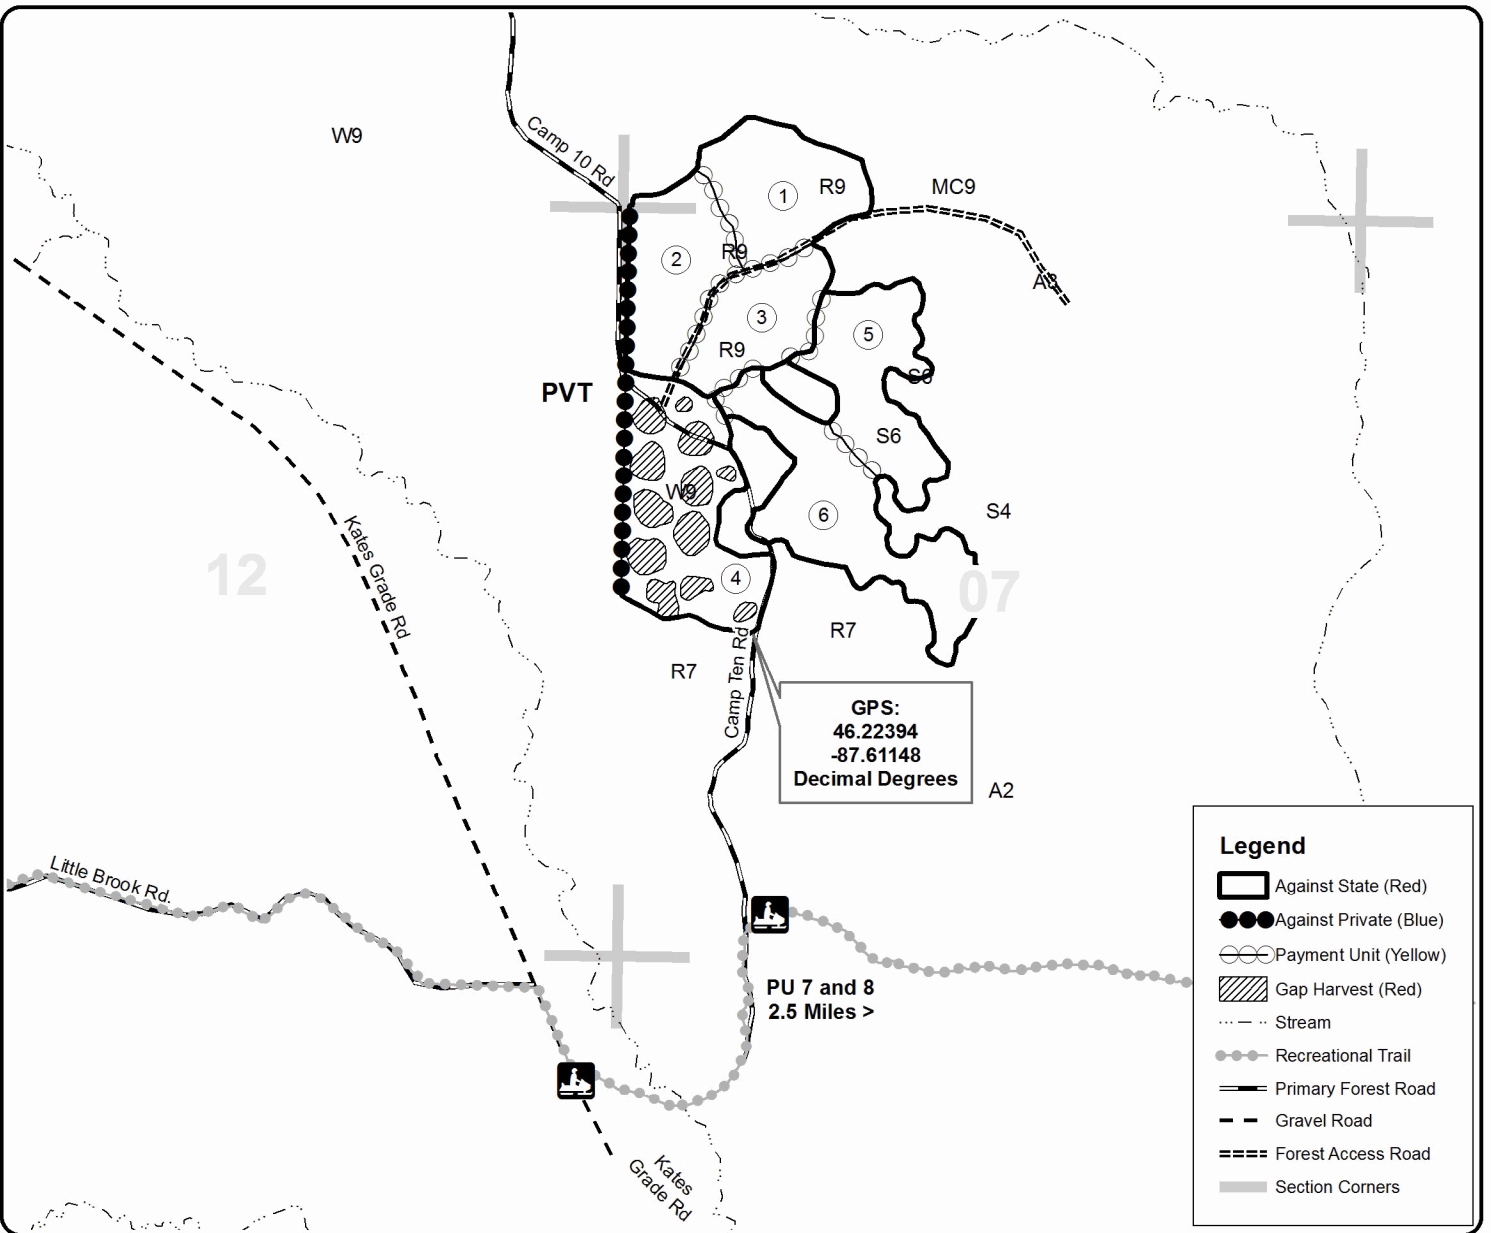 W9
Camp 10 Rd
1
R9
MC9
2
R9
A3
3
5
R9
PVT
S6
S6
W9
6
S4
Kates Grade Rd
12
4
07
R7
R7
Camp Ten Rd
GPS:
46.22394
-87.61148
Decimal Degrees
A2
Little Brook Rd.
PU 7 and 8
2.5 Miles >
Kates
Grade Rd
Legend
Against State (Red)
Against Private (Blue)
Payment Unit (Yellow)
Gap Harvest (Red)
Stream
Recreational Trail
Primary Forest Road
Gravel Road
Forest Access Road
Section Corners